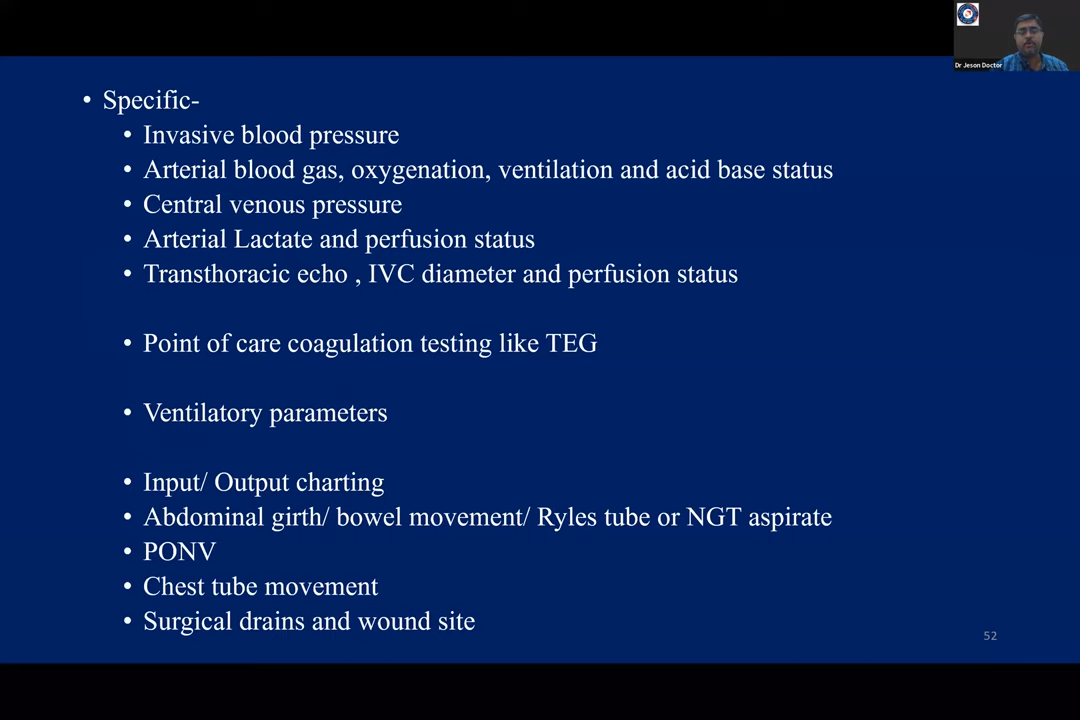 Dr Jeson Doctor
• Specific-
• Invasive blood pressure
• Arterial blood gas, oxygenation, ventilation and acid base status
• Central venous pressure
• Arterial Lactate and perfusion status
• Transthoracic echo , IVC diameter and perfusion status
• Point of care coagulation testing like TEG
• Ventilatory parameters
• Input/ Output charting
• Abdominal girth/ bowel movement/ Ryles tube or NGT aspirate
• PONV
• Chest tube movement
• Surgical drains and wound site
52